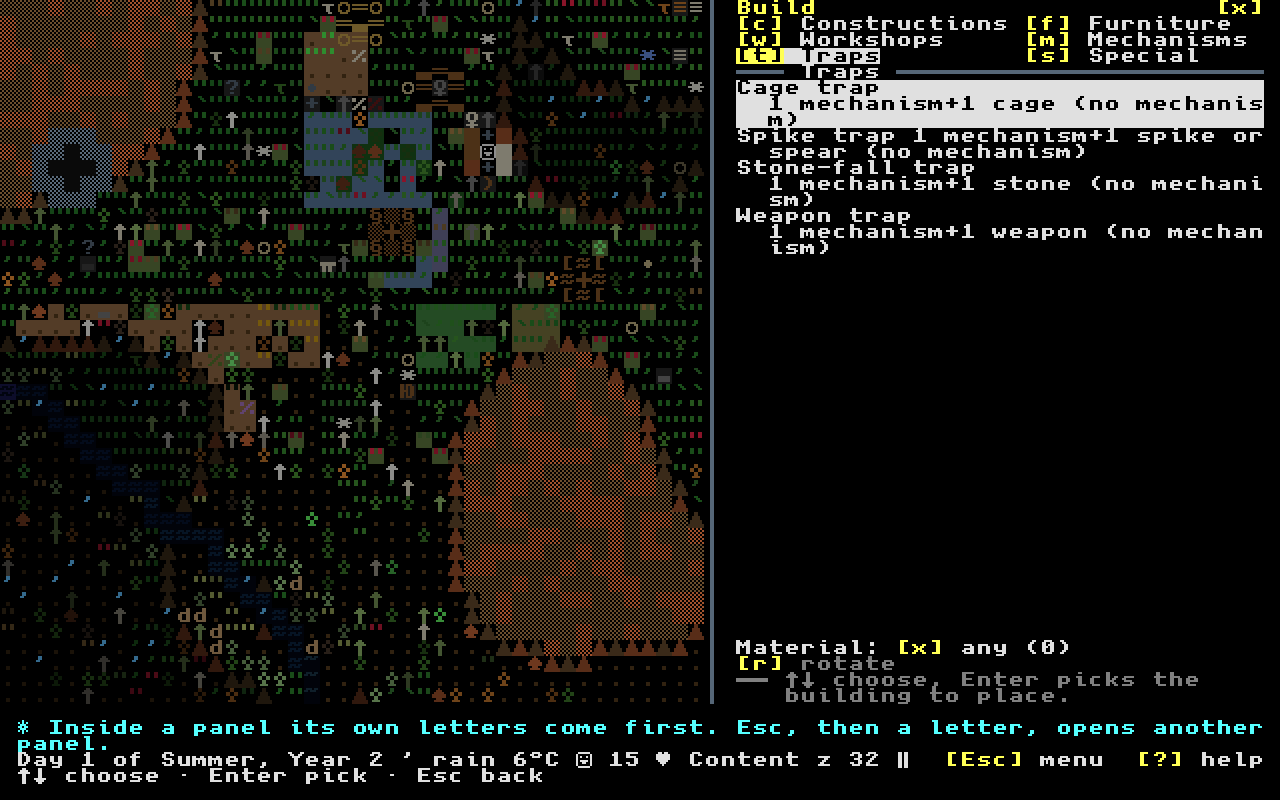 Build [x]
[c] Constructions [f] Furniture
[w] Workshops [m] Mechanisms
[t] Traps [s] Special
Traps
Cage trap
1 mechanism+1 cage (no mechanis
m)
Spike trap 1 mechanism+1 spike or
spear (no mechanism)
Stone-fall trap
1 mechanism+1 stone (no mechani
sm)
Weapon trap
1 mechanism+1 weapon (no mechan
ism)
Material: [x] any (0)
[r] rotate
↑↓ choose, Enter picks the
building to place.
* Inside a panel its own letters come first. Esc, then a letter, opens another
panel.
Day 1 of Summer, Year 2 ’ rain 6°C ☺ 15 ♥ Content z 32 ‖ [Esc] menu [?] help
↑↓ choose · Enter pick · Esc back